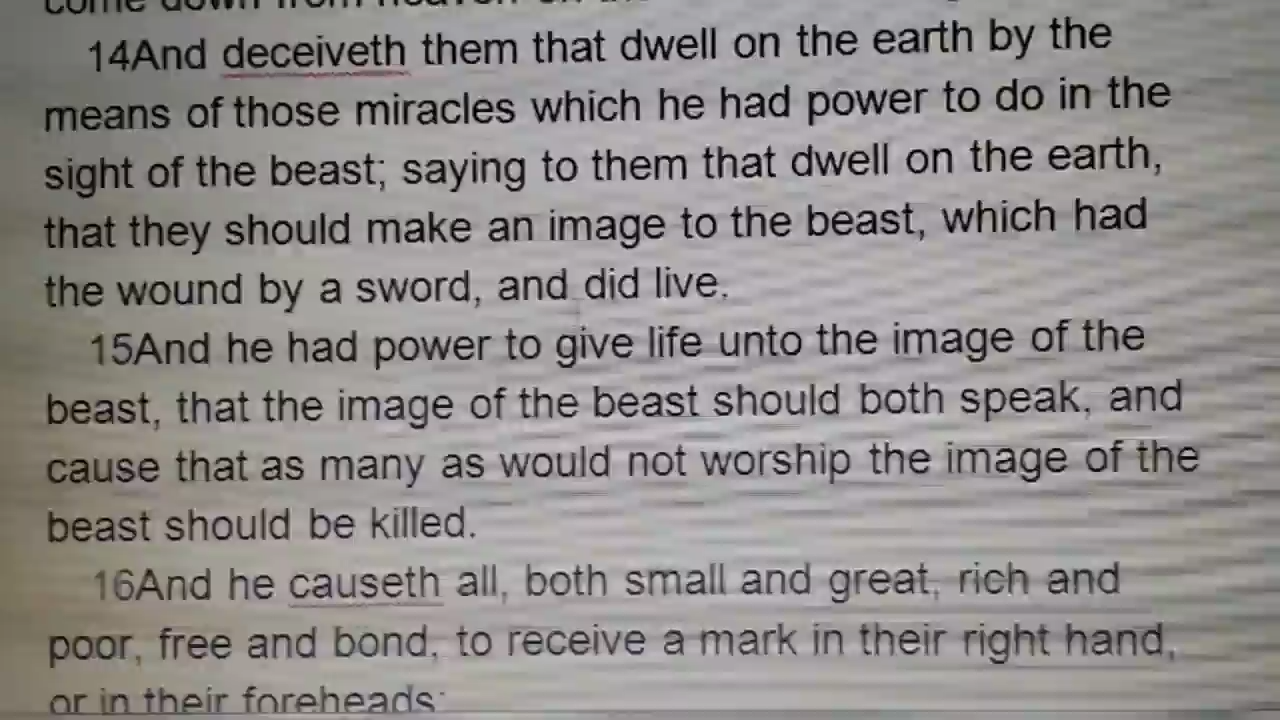 come down from heaven on the
14And deceiveth them that dwell on the earth by the
means of those miracles which he had power to do in the
sight of the beast; saying to them that dwell on the earth,
that they should make an image to the beast, which had
the wound by a sword, and did live.
15And he had power to give life unto the image of the
beast, that the image of the beast should both speak, and
cause that as many as would not worship the image of the
beast should be killed.
16And he causeth all, both small and great, rich and
poor, free and bond, to receive a mark in their right hand,
or in their foreheads: